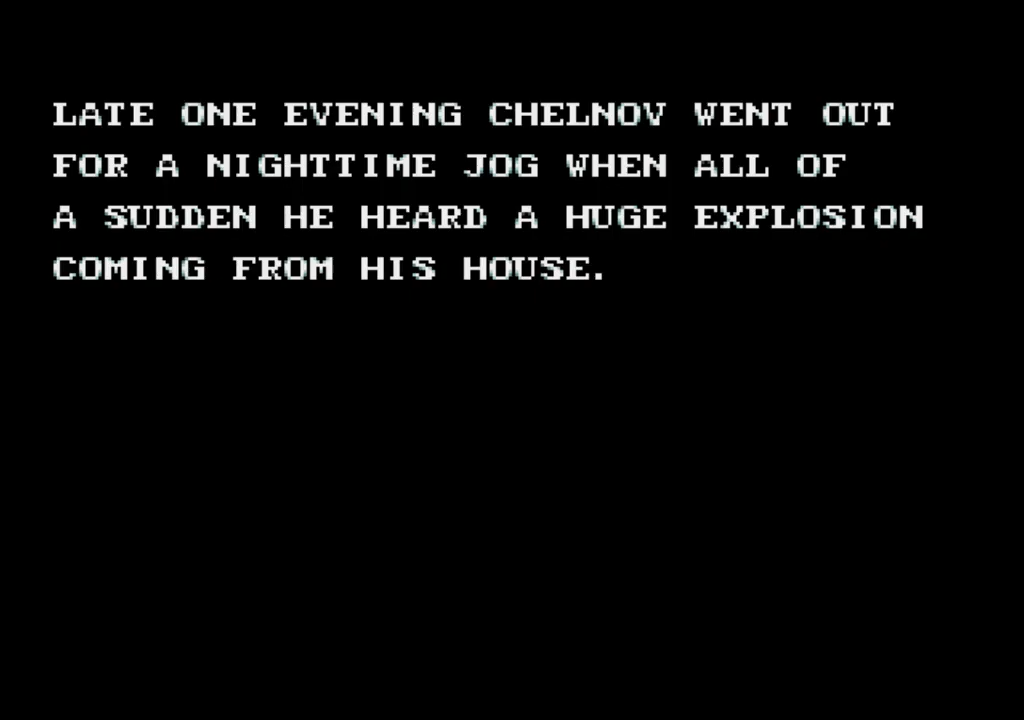 LATE ONE EVENING CHELNOV WENT OUT
FOR A NIGHTTIME JOG WHEN ALL OF
A SUDDEN HE HEARD A HUGE EXPLOSION
COMING FROM HIS HOUSE.